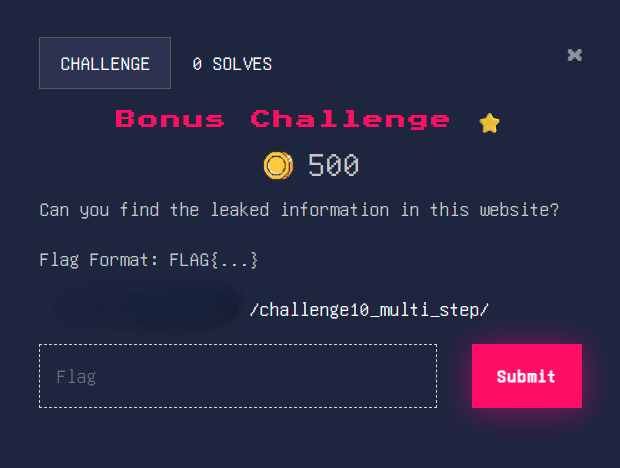 CHALLENGE 0 SOLVES ✖
Bonus Challenge ⭐
500
Can you find the leaked information in this website?
Flag Format: FLAG{...}
/challenge10_multi_step/
Flag Submit